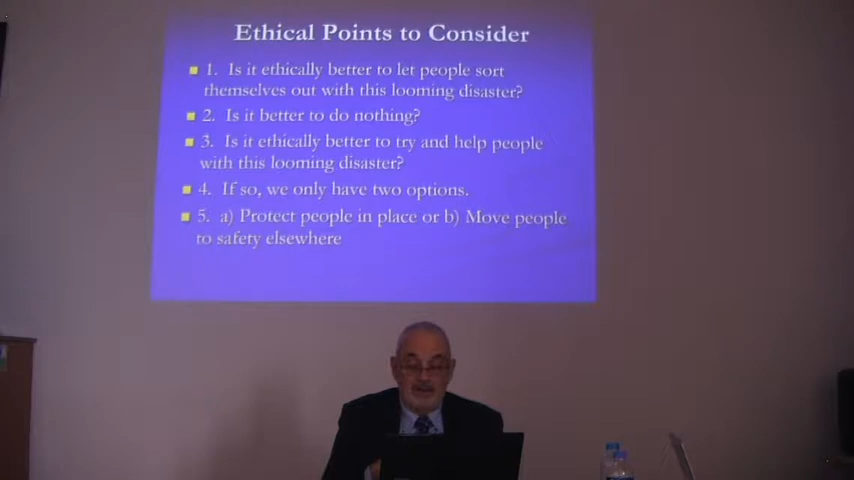 Ethical Points to Consider
1. Is it ethically better to let people sort
themselves out with this looming disaster?
2. Is it better to do nothing?
3. Is it ethically better to try and help people
with this looming disaster?
4. If so, we only have two options.
5. a) Protect people in place or b) Move people
to safety elsewhere